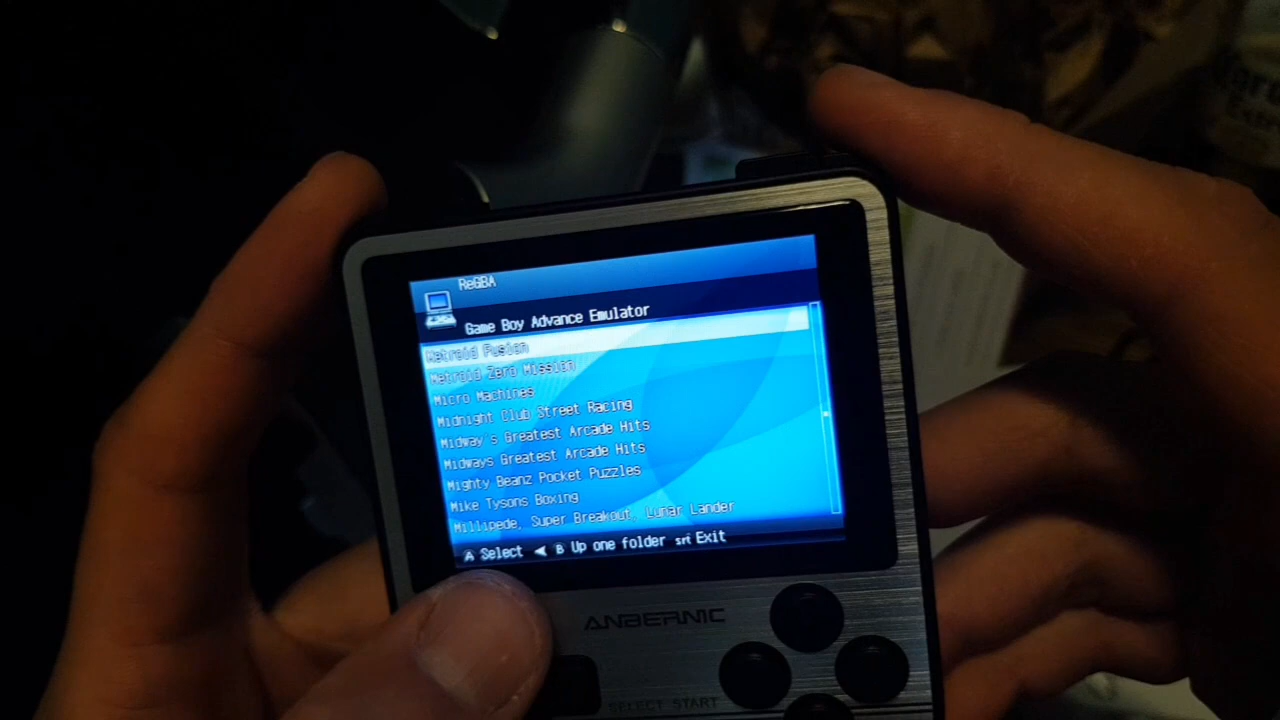 ReGBA
Game Boy Advance Emulator
Metroid Fusion
Metroid Zero Mission
Micro Machines
Midnight Club Street Racing
Midway s Greatest Arcade Hits
Midways Greatest Arcade Hits
Mighty Beanz Pocket Puzzles
Mike Tysons Boxing
Millipede, Super Breakout, Lunar Lander
A Select ◀ B Up one folder srt Exit
ANBERNIC
SELECT START